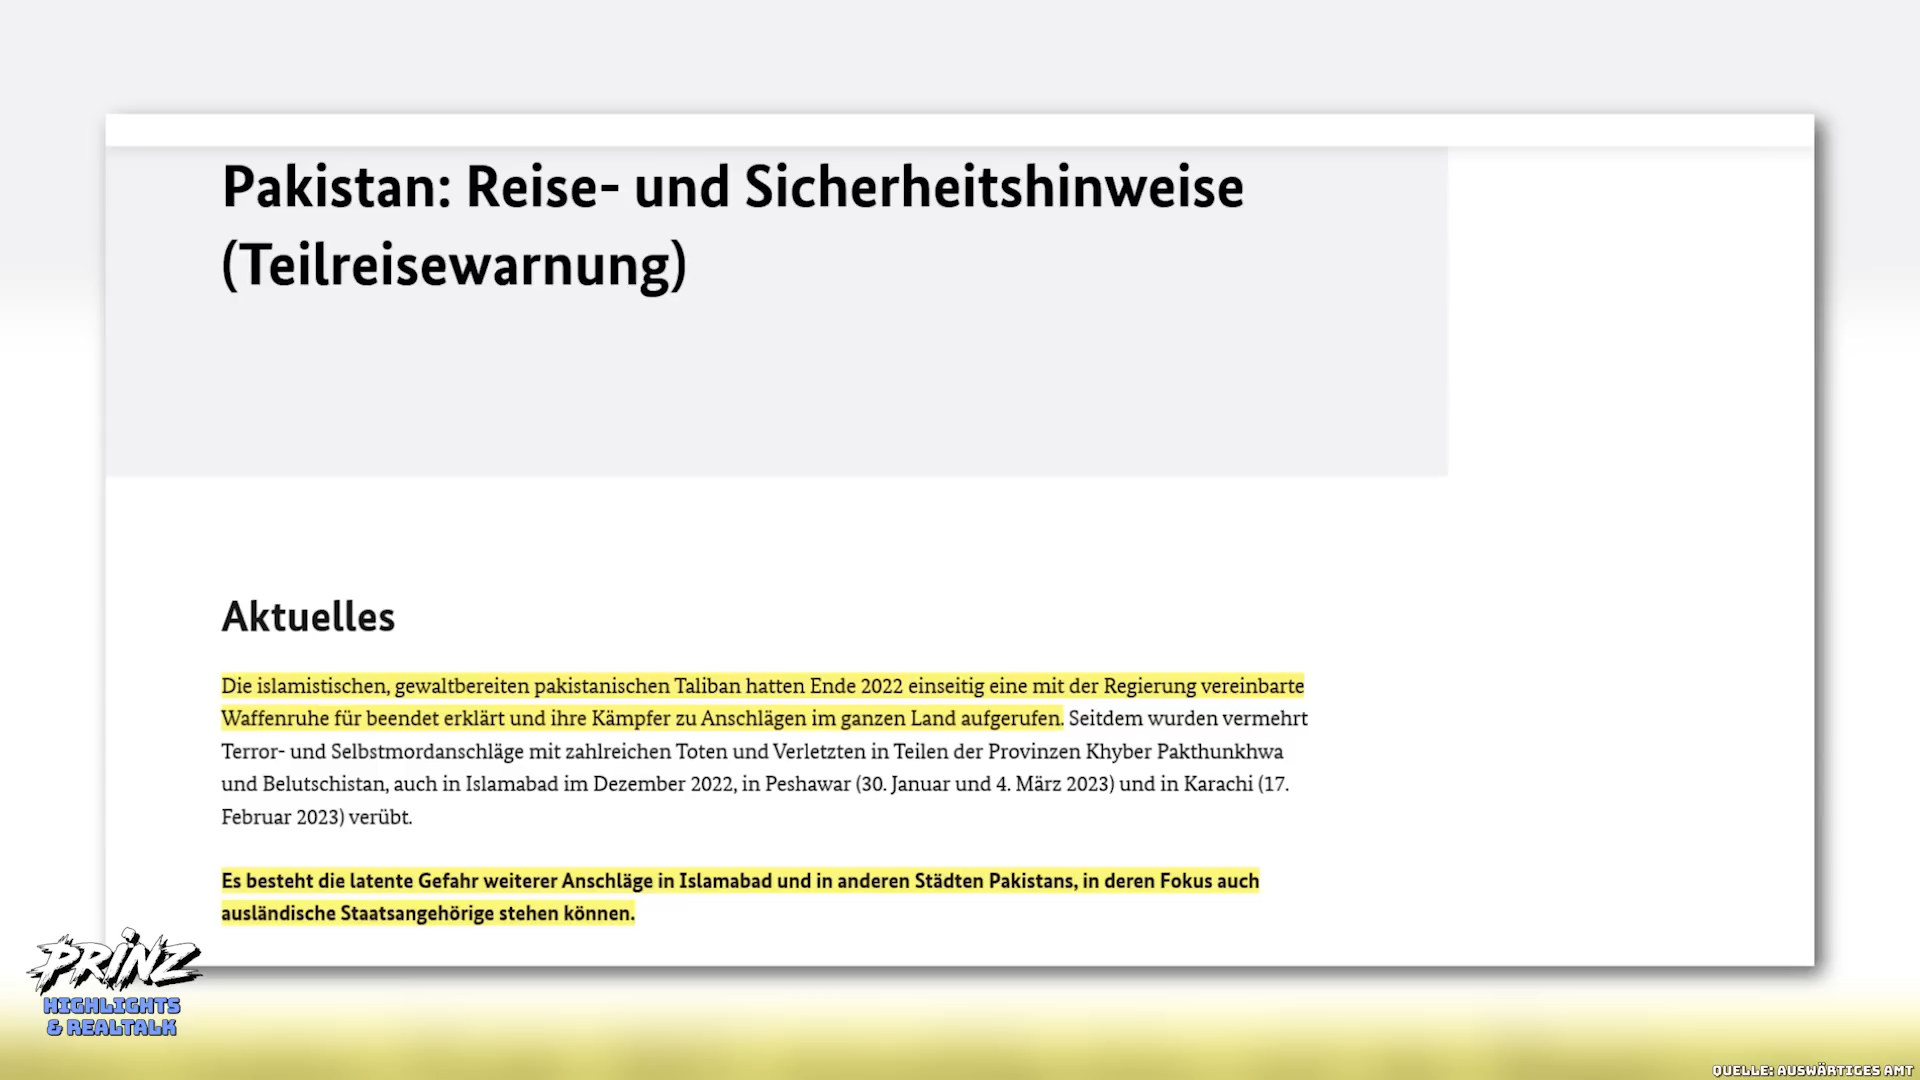 Pakistan: Reise- und Sicherheitshinweise
(Teilreisewarnung)
Aktuelles
Die islamistischen, gewaltbereiten pakistanischen Taliban hatten Ende 2022 einseitig eine mit der Regierung vereinbarte
Waffenruhe für beendet erklärt und ihre Kämpfer zu Anschlägen im ganzen Land aufgerufen. Seitdem wurden vermehrt
Terror- und Selbstmordanschläge mit zahlreichen Toten und Verletzten in Teilen der Provinzen Khyber Pakthunkhwa
und Belutschistan, auch in Islamabad im Dezember 2022, in Peshawar (30. Januar und 4. März 2023) und in Karachi (17.
Februar 2023) verübt.
Es besteht die latente Gefahr weiterer Anschläge in Islamabad und in anderen Städten Pakistans, in deren Fokus auch
ausländische Staatsangehörige stehen können.
PRINZ
HIGHLIGHTS
& REALTALK
QUELLE: AUSWÄRTIGES AMT